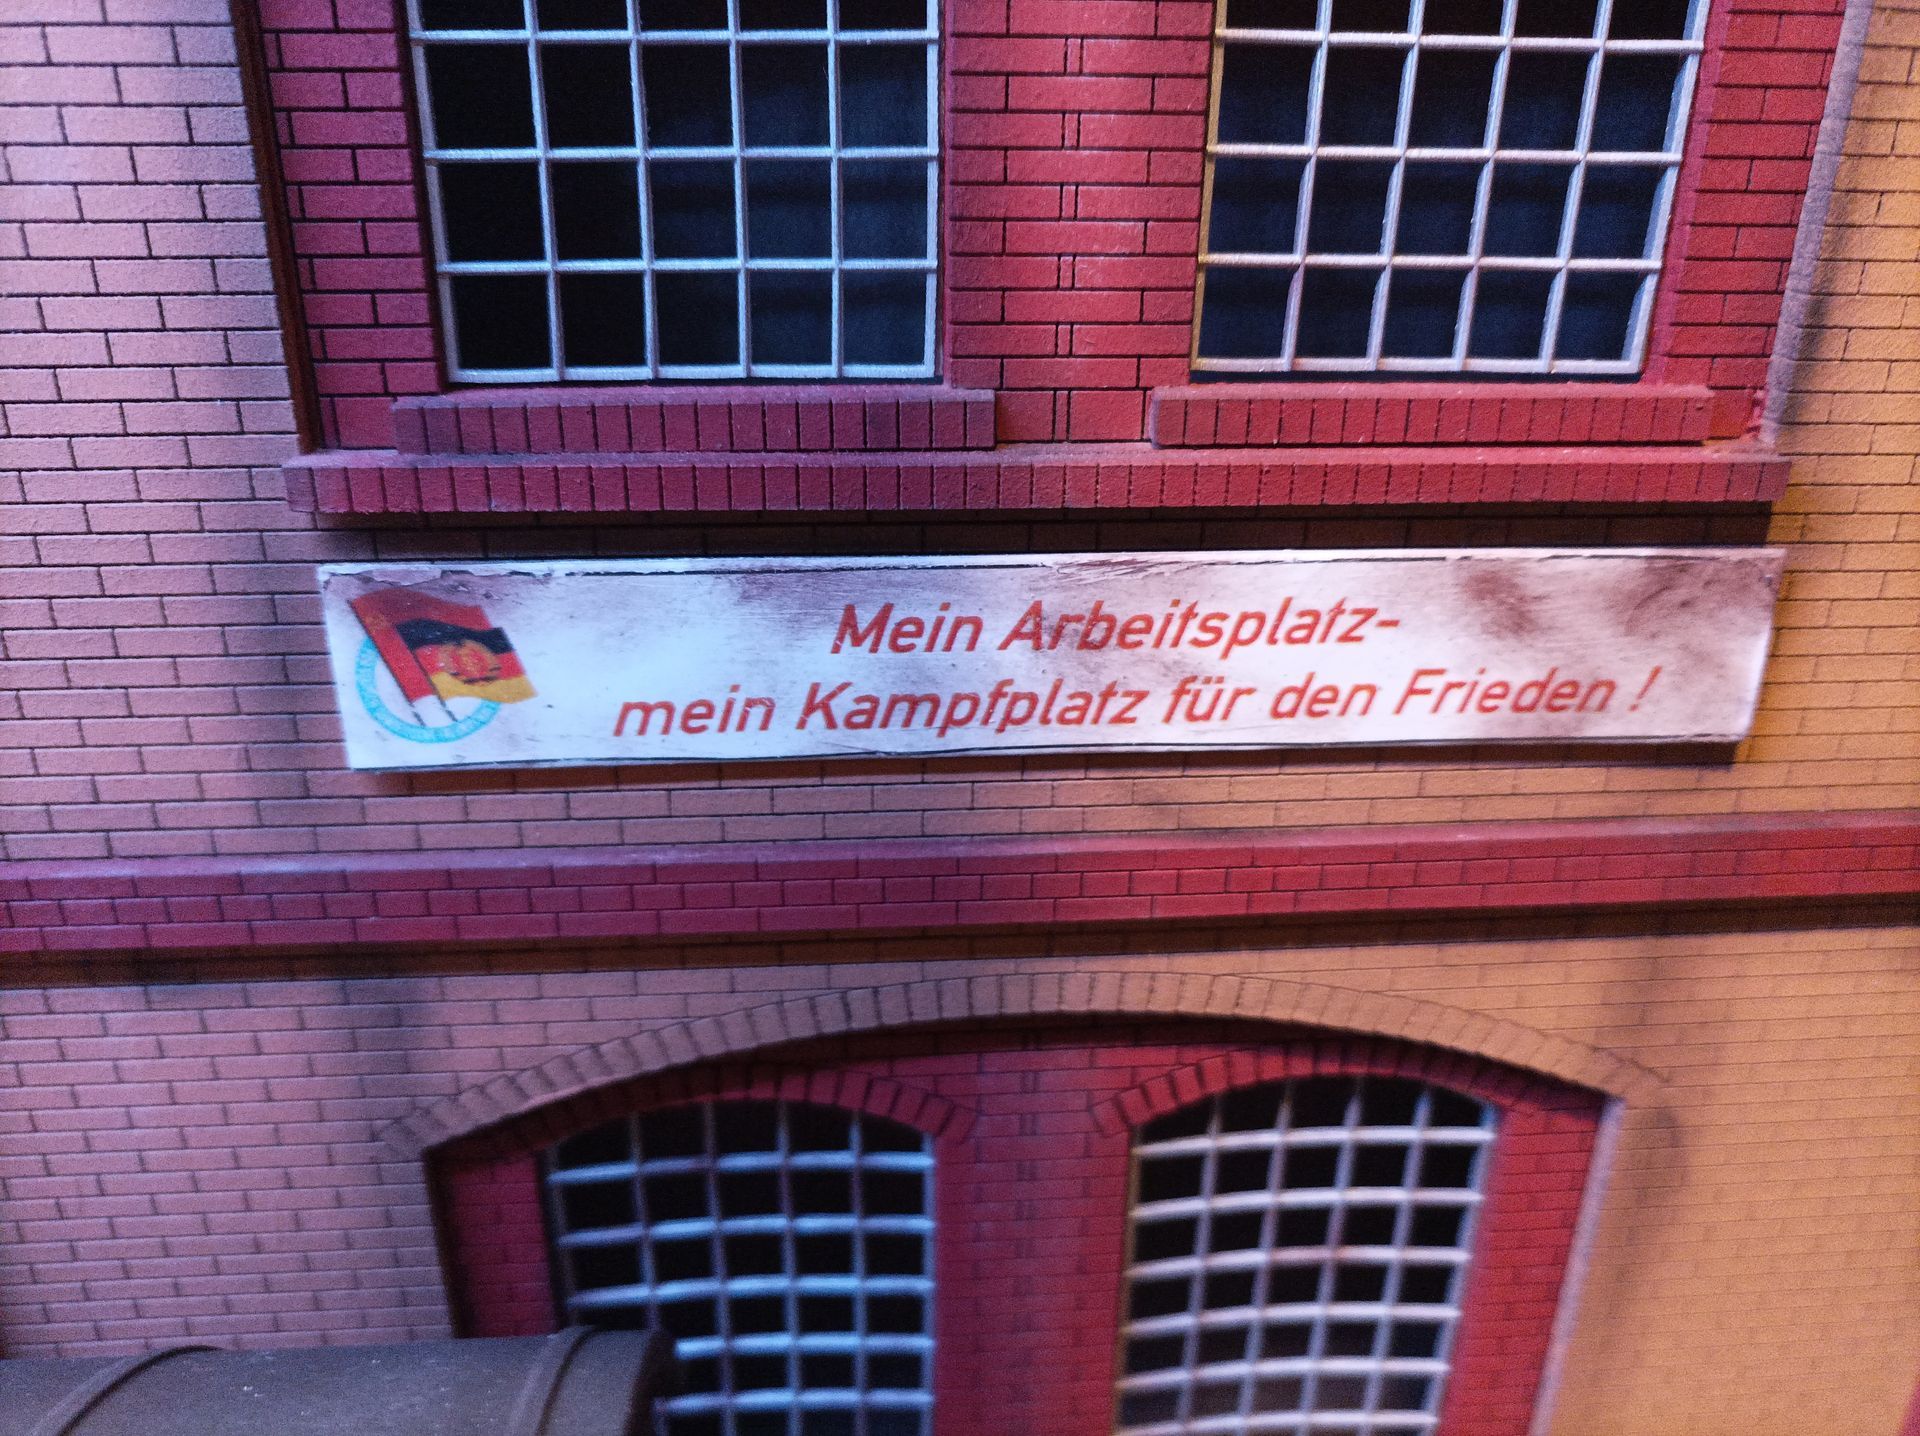 Mein Arbeitsplatz-
mein Kampfplatz für den Frieden !